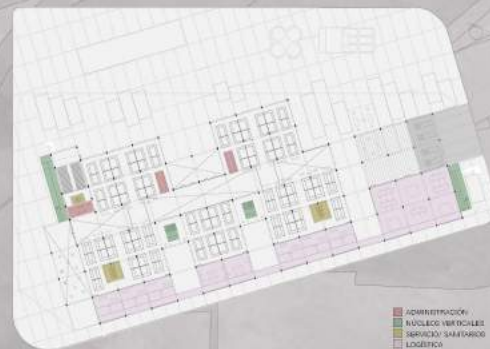 ADMINISTRACIÓN
NÚCLEOS VERTICALES
SERVICIO/ SANITARIOS
LOGÍSTICA